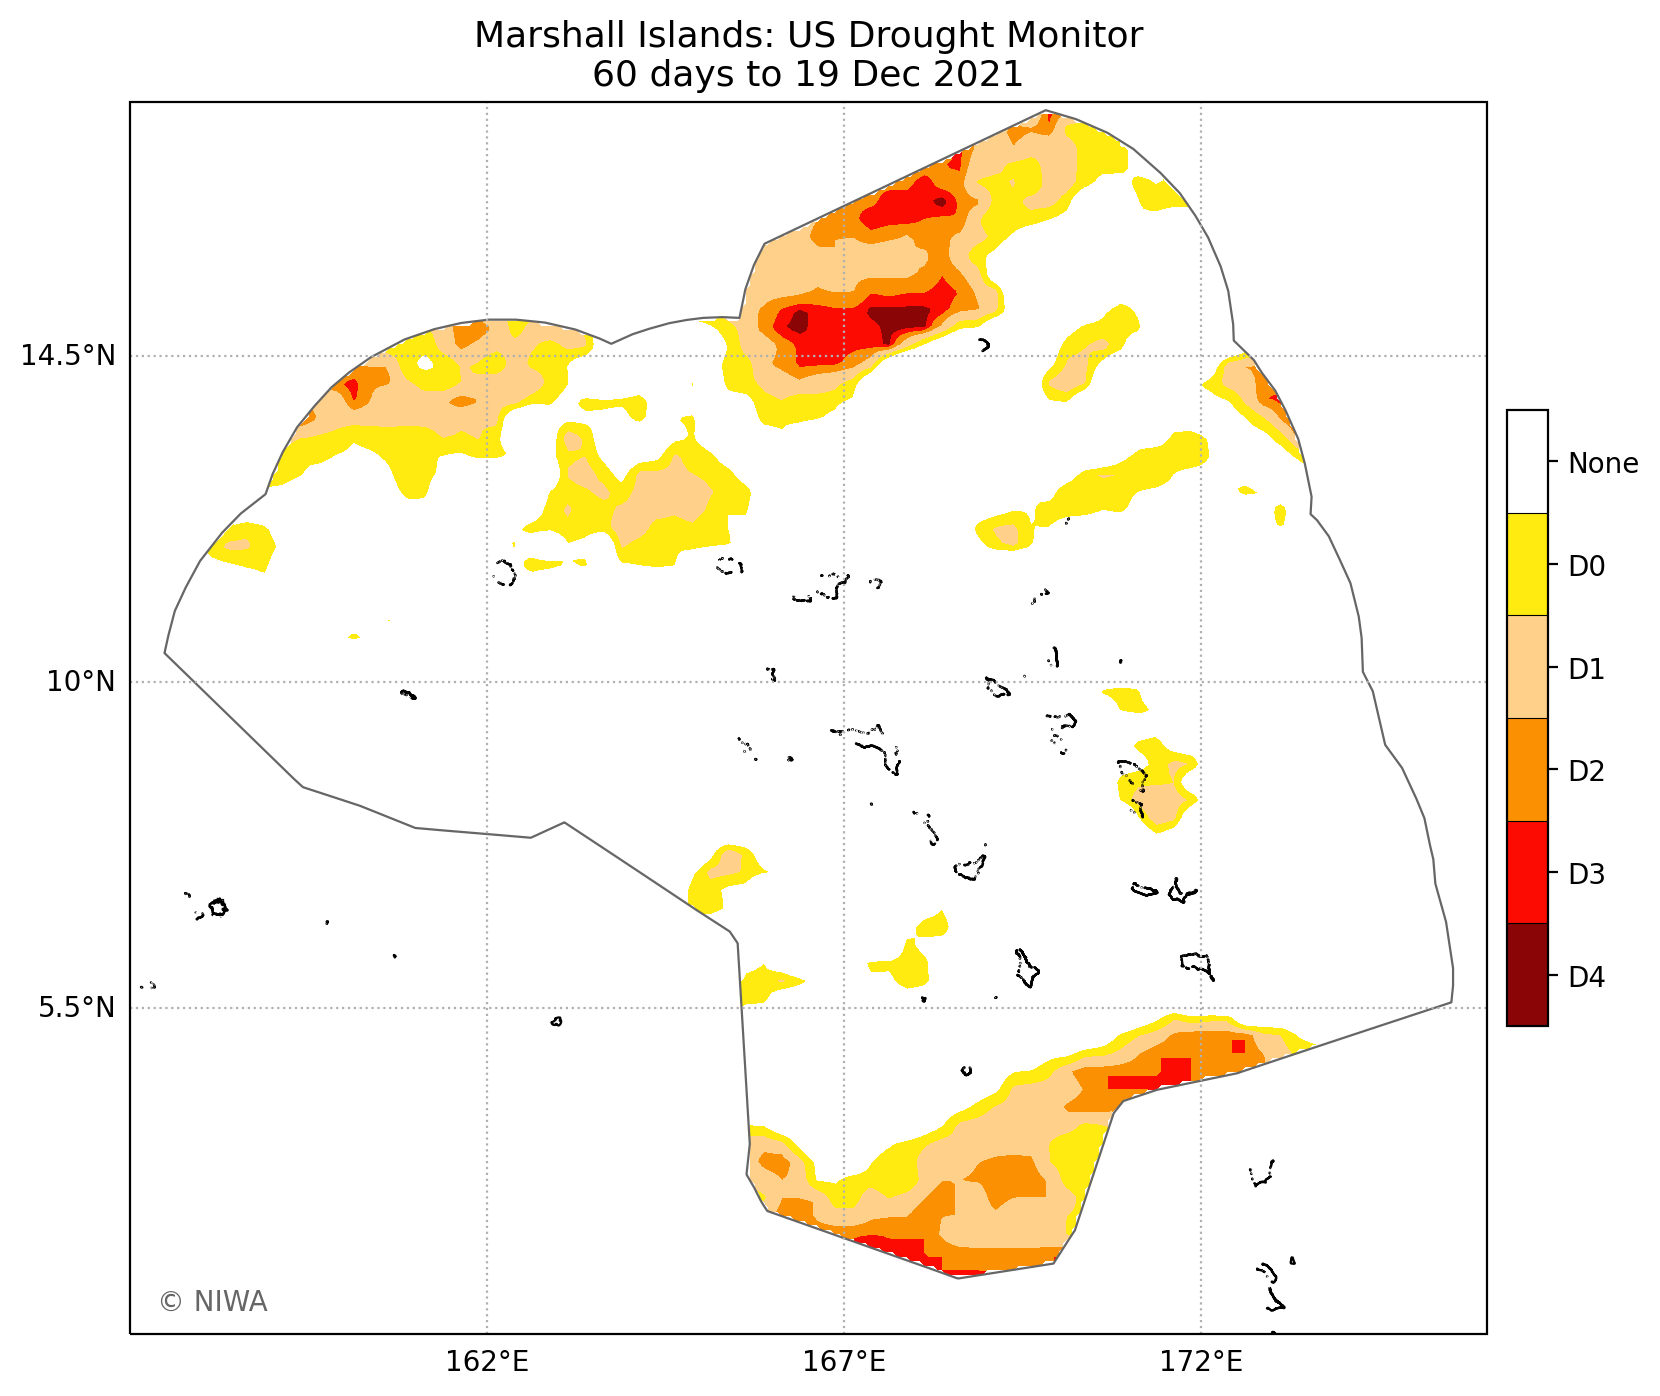 Marshall Islands: US Drought Monitor
60 days to 19 Dec 2021
14.5°N
10°N
5.5°N
162°E
167°E
172°E
None
D0
D1
D2
D3
D4
© NIWA